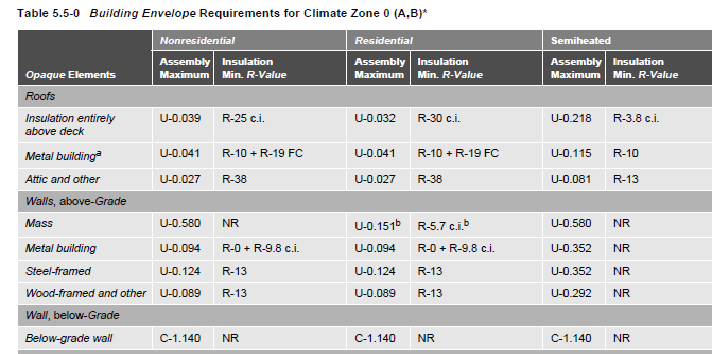 Table 5.5-0 Building Envelope Requirements for Climate Zone 0 (A,B)*
Nonresidential Residential Semiheated
Opaque Elements Assembly Maximum Insulation Min. R-Value Assembly Maximum Insulation Min. R-Value Assembly Maximum Insulation Min. R-Value
Roofs
Insulation entirely above deck U-0.039 R-25 c.i. U-0.032 R-30 c.i. U-0.218 R-3.8 c.i.
Metal buildingᵃ U-0.041 R-10 + R-19 FC U-0.041 R-10 + R-19 FC U-0.115 R-10
Attic and other U-0.027 R-38 U-0.027 R-38 U-0.081 R-13
Walls, above-Grade
Mass U-0.580 NR U-0.151ᵇ R-5.7 c.i.ᵇ U-0.580 NR
Metal building U-0.094 R-0 + R-9.8 c.i. U-0.094 R-0 + R-9.8 c.i. U-0.352 NR
Steel-framed U-0.124 R-13 U-0.124 R-13 U-0.352 NR
Wood-framed and other U-0.089 R-13 U-0.089 R-13 U-0.292 NR
Wall, below-Grade
Below-grade wall C-1.140 NR C-1.140 NR C-1.140 NR